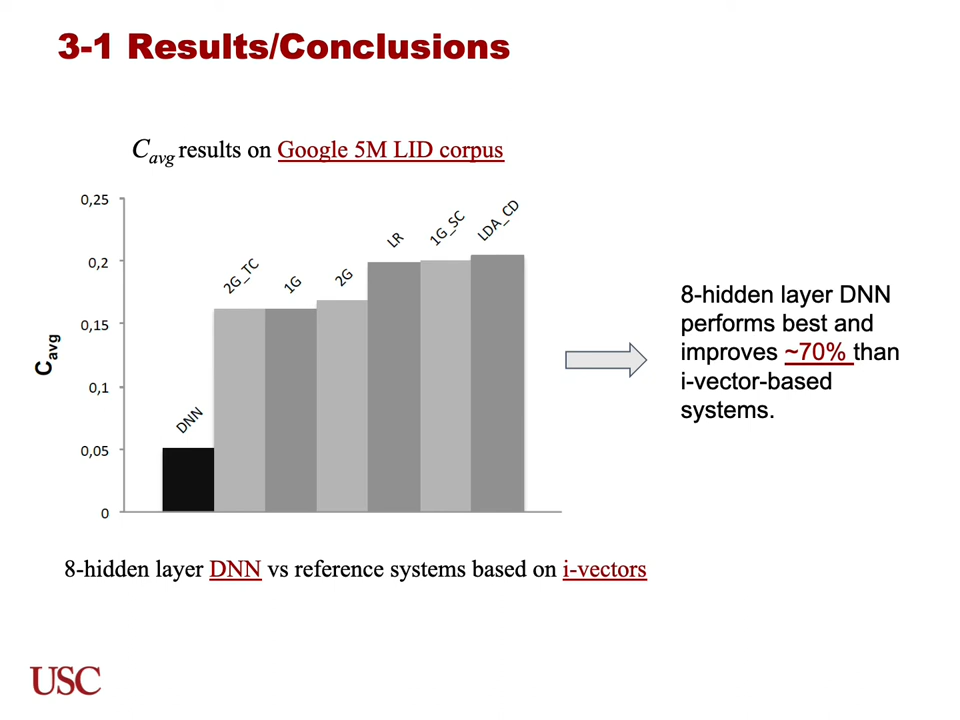 3-1 Results/Conclusions
Cavg results on Google 5M LID corpus
0,25
0,2
0,15
0,1
0,05
0
Cavg
DNN
2G_TC
1G
2G
LR
1G_SC
LDA_CD
8-hidden layer DNN
performs best and
improves ~70% than
i-vector-based
systems.
8-hidden layer DNN vs reference systems based on i-vectors
USC